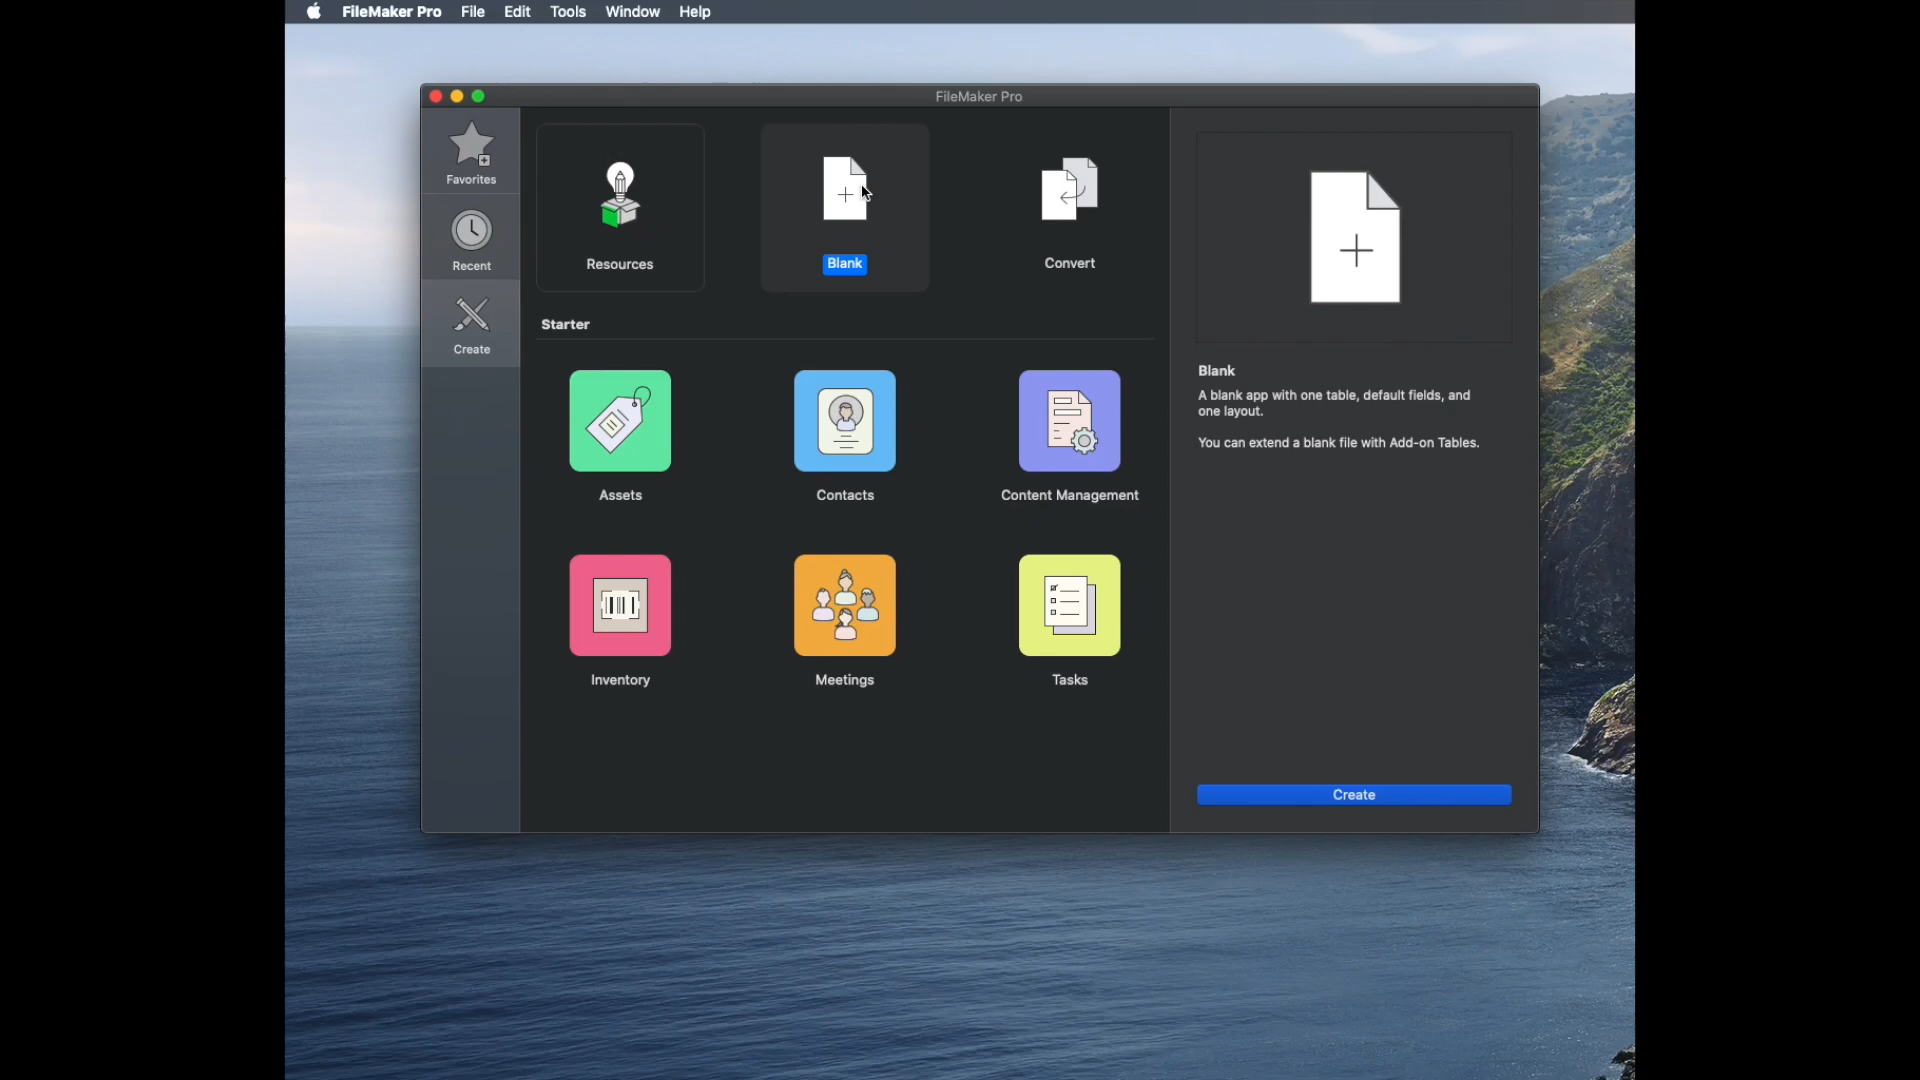 FileMaker Pro File Edit Tools Window Help
FileMaker Pro
Favorites
Recent
Create
Resources
Blank
Convert
Starter
Assets
Contacts
Content Management
Inventory
Meetings
Tasks
Blank
A blank app with one table, default fields, and
one layout.
You can extend a blank file with Add-on Tables.
Create